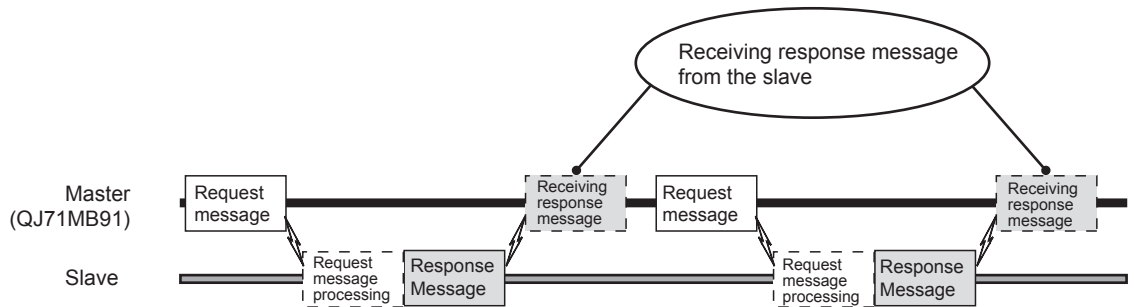 Receiving response message
from the slave
Master
(QJ71MB91)
Request
message
Receiving
response
message
Request
message
Receiving
response
message
Slave
Request
message
processing
Response
Message
Request
message
processing
Response
Message